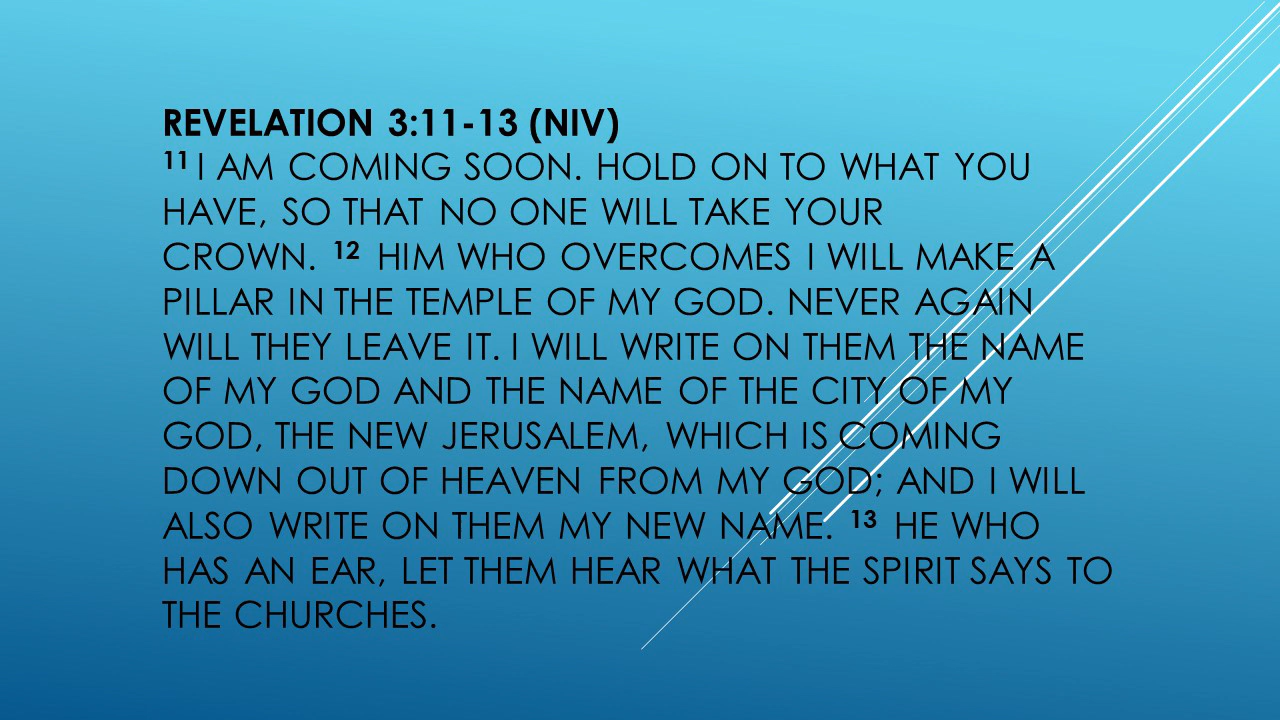 REVELATION 3:11-13 (NIV)
11 I AM COMING SOON. HOLD ON TO WHAT YOU
HAVE, SO THAT NO ONE WILL TAKE YOUR
CROWN. 12 HIM WHO OVERCOMES I WILL MAKE A
PILLAR IN THE TEMPLE OF MY GOD. NEVER AGAIN
WILL THEY LEAVE IT. I WILL WRITE ON THEM THE NAME
OF MY GOD AND THE NAME OF THE CITY OF MY
GOD, THE NEW JERUSALEM, WHICH IS COMING
DOWN OUT OF HEAVEN FROM MY GOD; AND I WILL
ALSO WRITE ON THEM MY NEW NAME. 13 HE WHO
HAS AN EAR, LET THEM HEAR WHAT THE SPIRIT SAYS TO
THE CHURCHES.